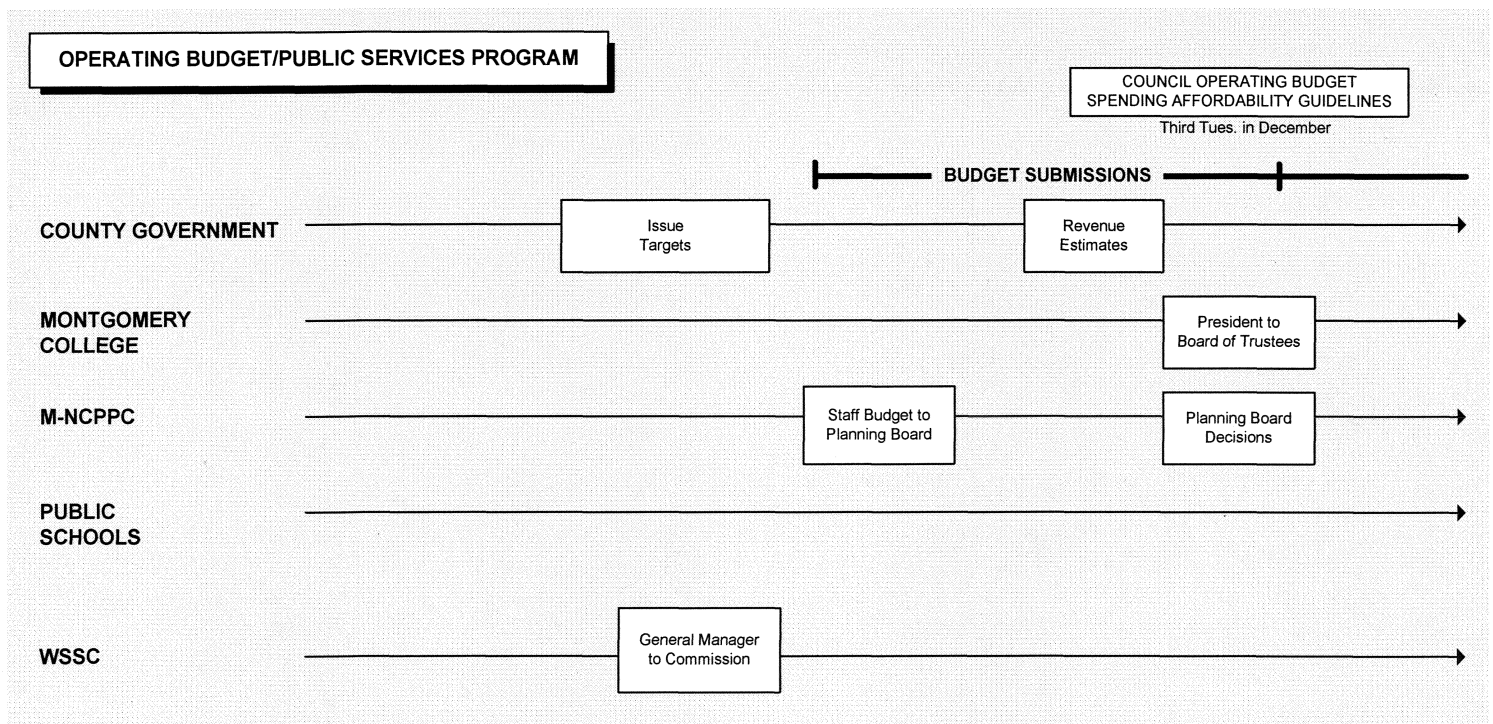 OPERATING BUDGET/PUBLIC SERVICES PROGRAM
COUNCIL OPERATING BUDGET
SPENDING AFFORDABILITY GUIDELINES
Third Tues. in December
BUDGET SUBMISSIONS
COUNTY GOVERNMENT
Issue
Targets
Revenue
Estimates
MONTGOMERY
COLLEGE
President to
Board of Trustees
M-NCPPC
Staff Budget to
Planning Board
Planning Board
Decisions
PUBLIC
SCHOOLS
WSSC
General Manager
to Commission